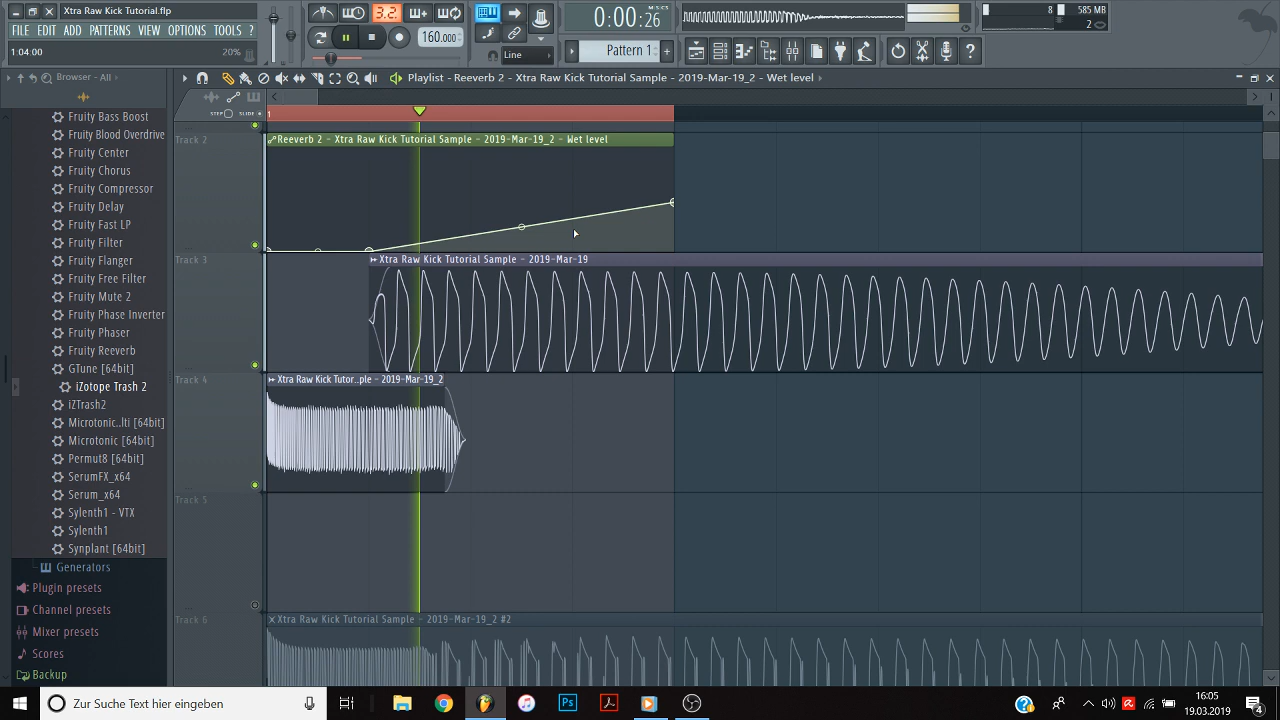 Xtra Raw Kick Tutorial.flp
FILE EDIT ADD PATTERNS VIEW OPTIONS TOOLS ?
1:04:00 20%
3.2
160.000
Line
0:00:26
M:S:CS
Pattern 1
8 585 MB
2
Browser - All
Playlist - Reeverb 2 - Xtra Raw Kick Tutorial Sample - 2019-Mar-19_2 - Wet level
STEP SLIDE
1
Fruity Bass Boost
Fruity Blood Overdrive
Fruity Center
Fruity Chorus
Fruity Compressor
Fruity Delay
Fruity Fast LP
Fruity Filter
Fruity Flanger
Fruity Free Filter
Fruity Mute 2
Fruity Phase Inverter
Fruity Phaser
Fruity Reeverb
GTune [64bit]
iZotope Trash 2
iZTrash2
Microtonic..lti [64bit]
Microtonic [64bit]
Permut8 [64bit]
SerumFX_x64
Serum_x64
Sylenth1 - VTX
Sylenth1
Synplant [64bit]
Generators
Plugin presets
Channel presets
Mixer presets
Scores
Backup
Track 2
Reeverb 2 - Xtra Raw Kick Tutorial Sample - 2019-Mar-19_2 - Wet level
Track 3
Xtra Raw Kick Tutorial Sample - 2019-Mar-19
Track 4
Xtra Raw Kick Tutor..ple - 2019-Mar-19_2
Track 5
Track 6
Xtra Raw Kick Tutorial Sample - 2019-Mar-19_2 #2
Zur Suche Text hier eingeben
Ps
16:05
19.03.2019